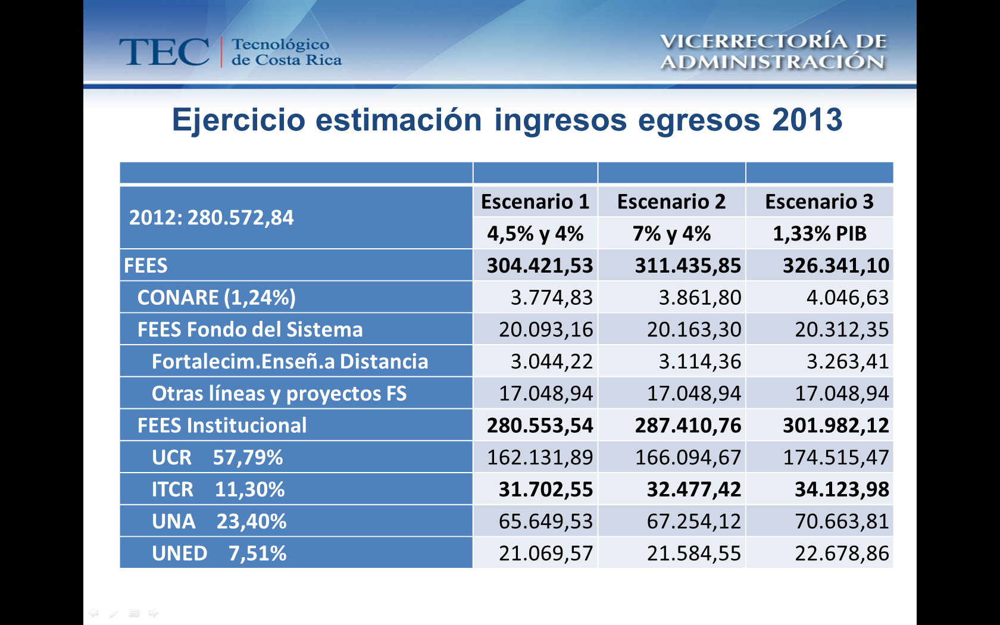 TEC
Tecnológico
de Costa Rica
VICERRECTORÍA DE
ADMINISTRACIÓN
Ejercicio estimación ingresos egresos 2013
2012: 280.572,84
Escenario 1 Escenario 2 Escenario 3
4,5% y 4% 7% y 4% 1,33% PIB
FEES 304.421,53 311.435,85 326.341,10
CONARE (1,24%) 3.774,83 3.861,80 4.046,63
FEES Fondo del Sistema 20.093,16 20.163,30 20.312,35
Fortalecim.Enseñ.a Distancia 3.044,22 3.114,36 3.263,41
Otras líneas y proyectos FS 17.048,94 17.048,94 17.048,94
FEES Institucional 280.553,54 287.410,76 301.982,12
UCR 57,79% 162.131,89 166.094,67 174.515,47
ITCR 11,30% 31.702,55 32.477,42 34.123,98
UNA 23,40% 65.649,53 67.254,12 70.663,81
UNED 7,51% 21.069,57 21.584,55 22.678,86